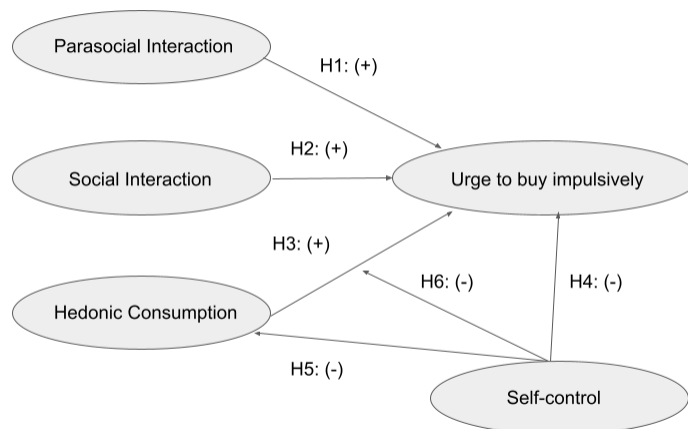 Parasocial Interaction
H1: (+)
H2: (+)
Social Interaction
Urge to buy impulsively
H3: (+)
H6: (-)
H4: (-)
Hedonic Consumption
H5: (-)
Self-control